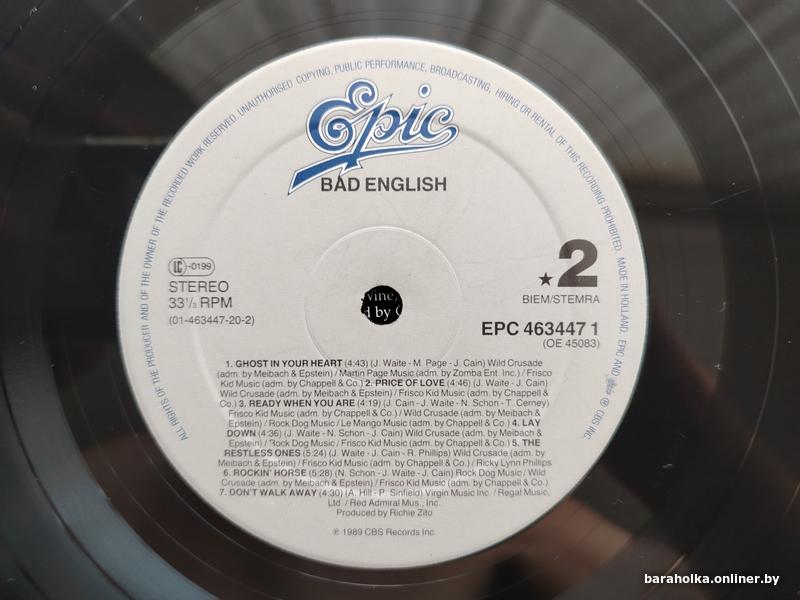 ALL RIGHTS OF THE PRODUCER AND OF THE OWNER OF THE RECORDED WORK RESERVED. UNAUTHORISED COPYING, PUBLIC PERFORMANCE, BROADCASTING, HIRING OR RENTAL OF THIS RECORDING PROHIBITED. MADE IN HOLLAND. EPIC AND ARE ® CBS INC.
Epic
BAD ENGLISH
LC-0199
STEREO
33⅓ RPM
(01-463447-20-2)
★2
BIEM/STEMRA
EPC 463447 1
(OE 45083)
Wine,
d by C
1. GHOST IN YOUR HEART (4:43) (J. Waite - M. Page - J. Cain) Wild Crusade
(adm. by Meibach & Epstein) / Martin Page Music (adm. by Zomba Ent. Inc.) / Frisco
Kid Music (adm. by Chappell & Co.) 2. PRICE OF LOVE (4:46) (J. Waite - J. Cain)
Wild Crusade (adm. by Meibach & Epstein) / Frisco Kid Music (adm. by Chappell &
Co.) 3. READY WHEN YOU ARE (4:19) (J. Cain - J. Waite - N. Schon - T. Cerney)
Frisco Kid Music (adm. by Chappell & Co.) / Wild Crusade (adm. by Meibach &
Epstein) / Rock Dog Music / Le Mango Music (adm. by Chappell & Co.) 4. LAY
DOWN (4:36) (J. Waite - N. Schon - J. Cain) Wild Crusade (adm. by Meibach &
Epstein) / Rock Dog Music / Frisco Kid Music (adm. by Chappell & Co.) 5. THE
RESTLESS ONES (5:24) (J. Waite - J. Cain - R. Phillips) Wild Crusade (adm. by
Meibach & Epstein) / Frisco Kid Music (adm. by Chappell & Co.) / Ricky Lynn Phillips
6. ROCKIN' HORSE (5:28) (N. Schon - J. Waite - J. Cain) Rock Dog Music / Wild
Crusade (adm. by Meibach & Epstein) / Frisco Kid Music (adm. by Chappell & Co.)
7. DON'T WALK AWAY (4:30) (A. Hill - P. Sinfield) Virgin Music Inc. / Regal Music,
Ltd. / Red Admiral Mus., Inc.
Produced by Richie Zito
℗ 1989 CBS Records Inc.
baraholka.onliner.by